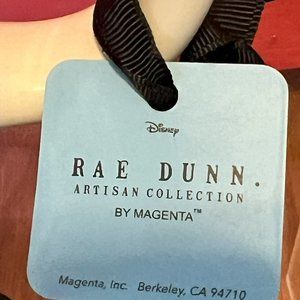 Disney
RAE DUNN.
ARTISAN COLLECTION
BY MAGENTA™
Magenta, Inc. Berkeley, CA 94710